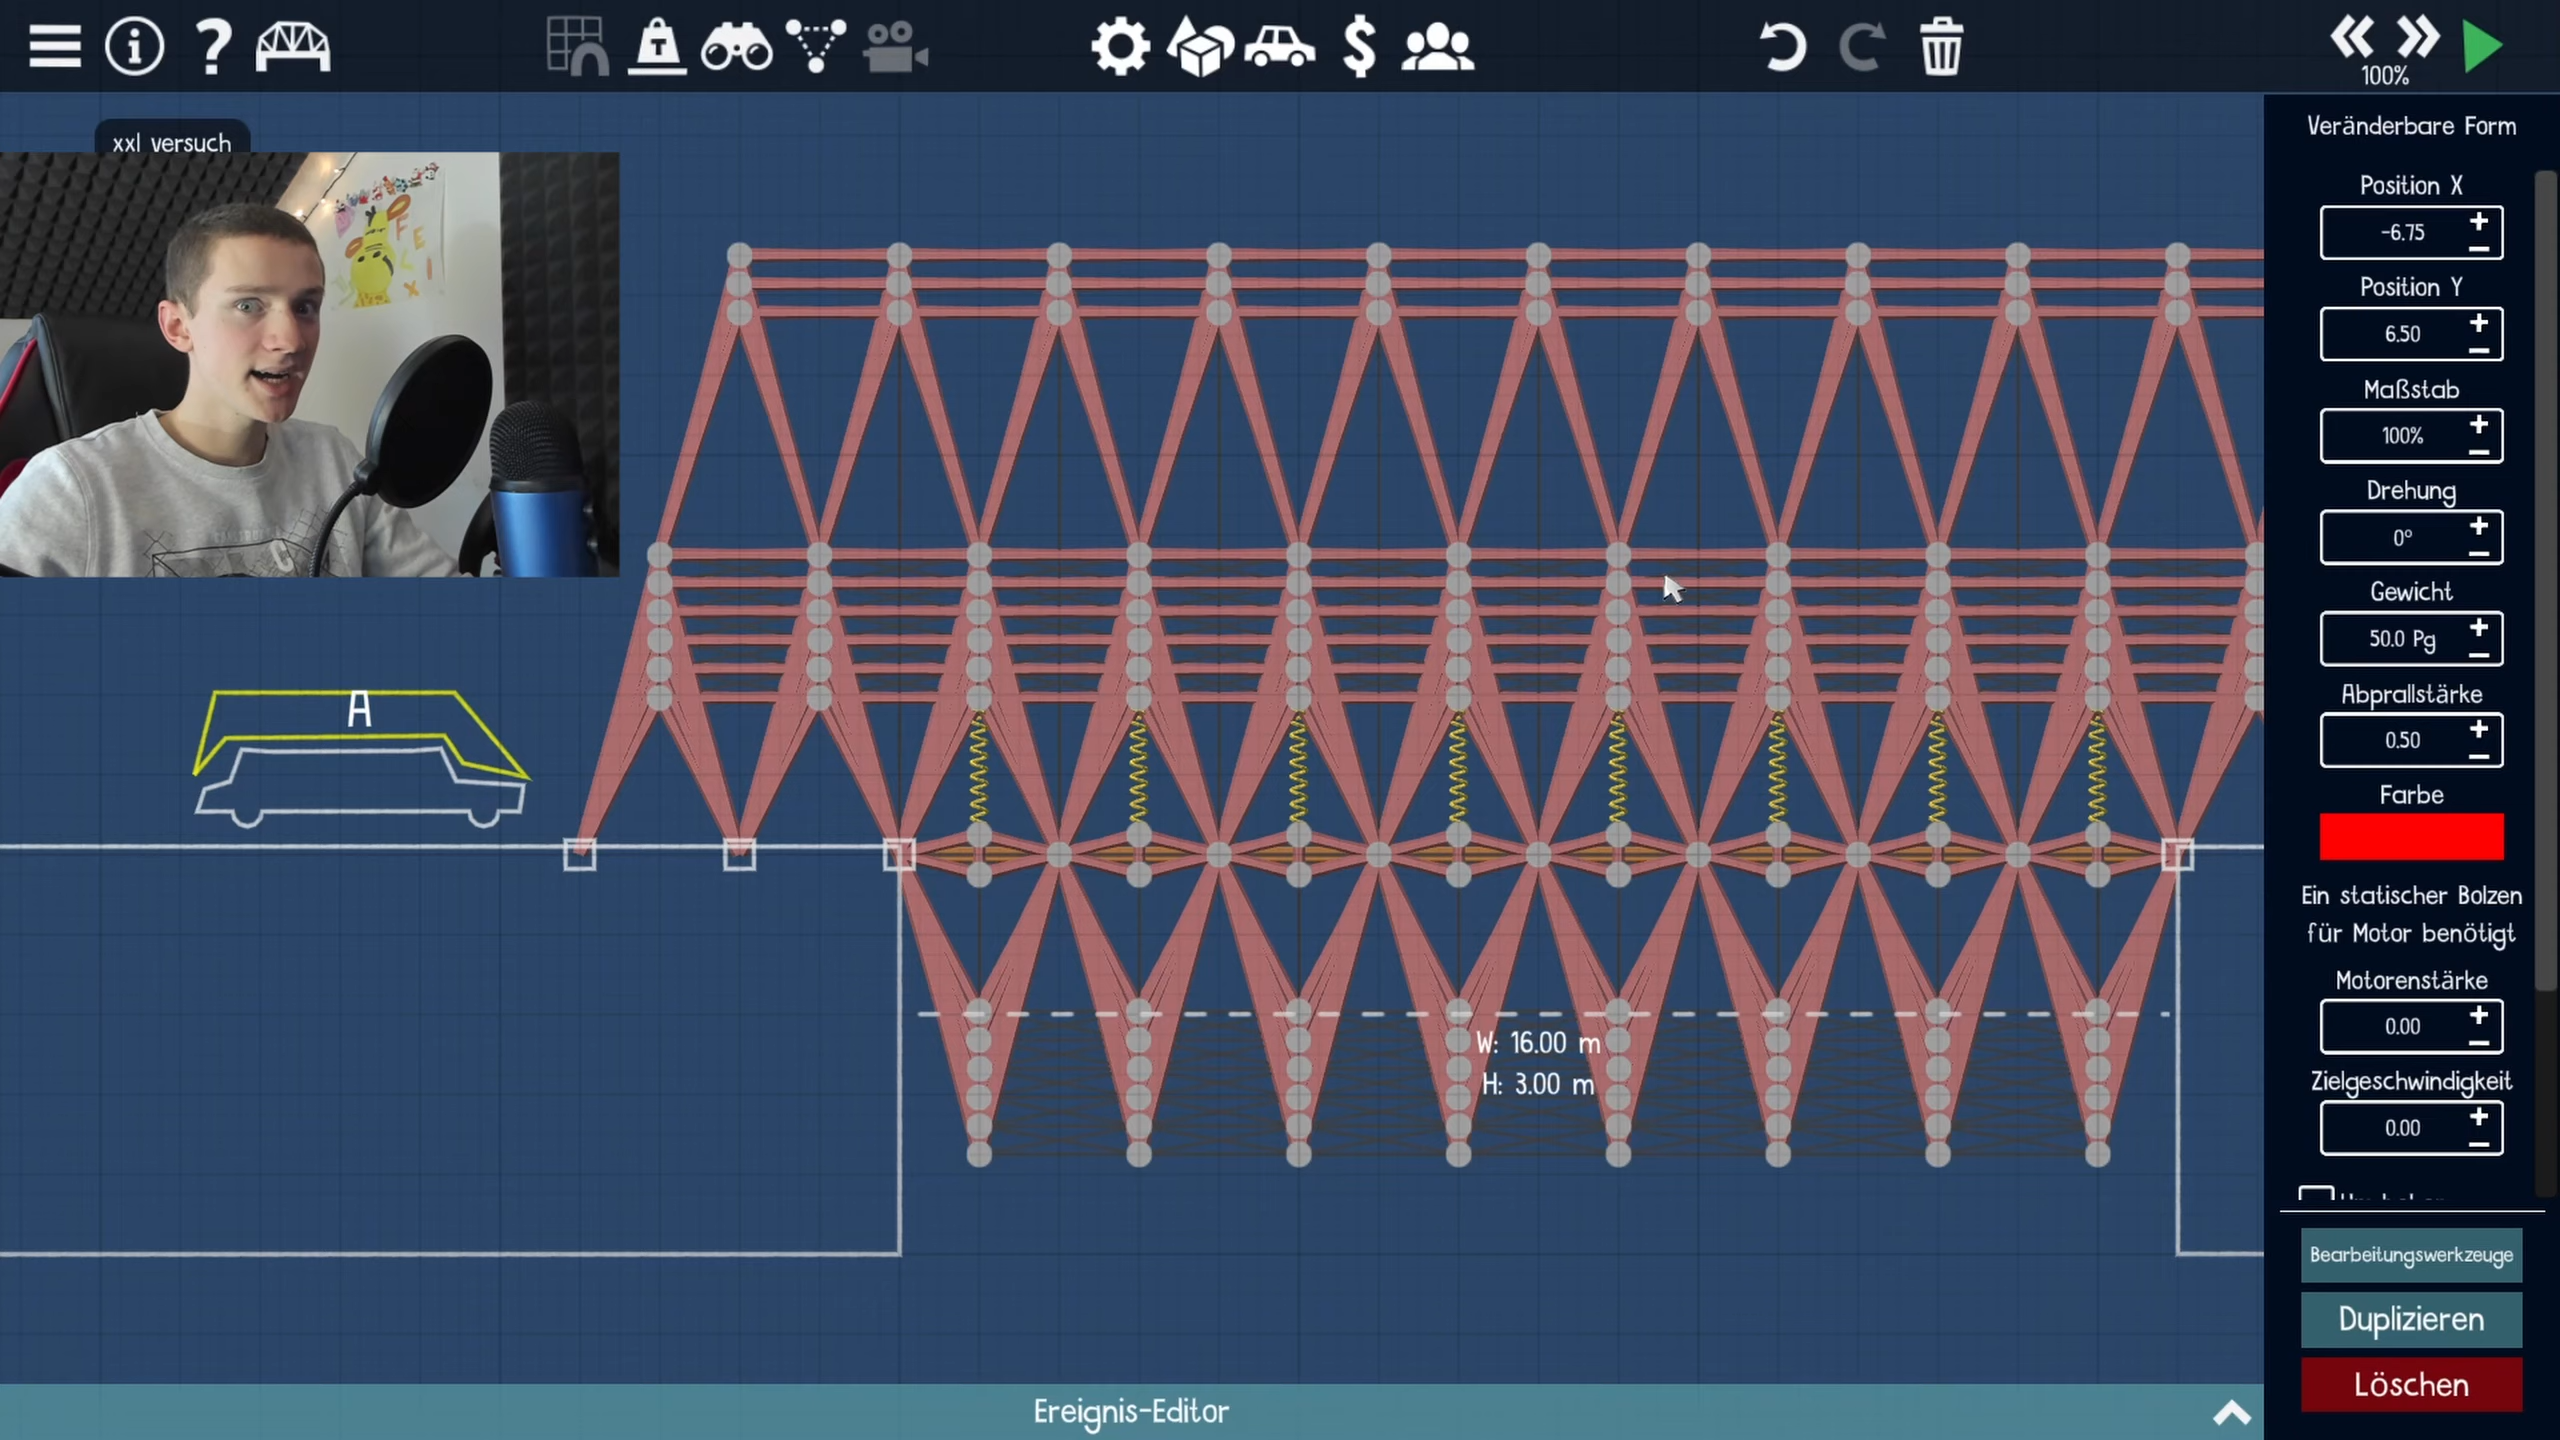 100%
xxl versuch
FELI
A
W: 16.00 m
H: 3.00 m
Ereignis-Editor
Veränderbare Form
Position X
-6.75
Position Y
6.50
Maßstab
100%
Drehung
0°
Gewicht
50.0 Pg
Abprallstärke
0.50
Farbe
Ein statischer Bolzen
für Motor benötigt
Motorenstärke
0.00
Zielgeschwindigkeit
0.00
Bearbeitungswerkzeuge
Duplizieren
Löschen